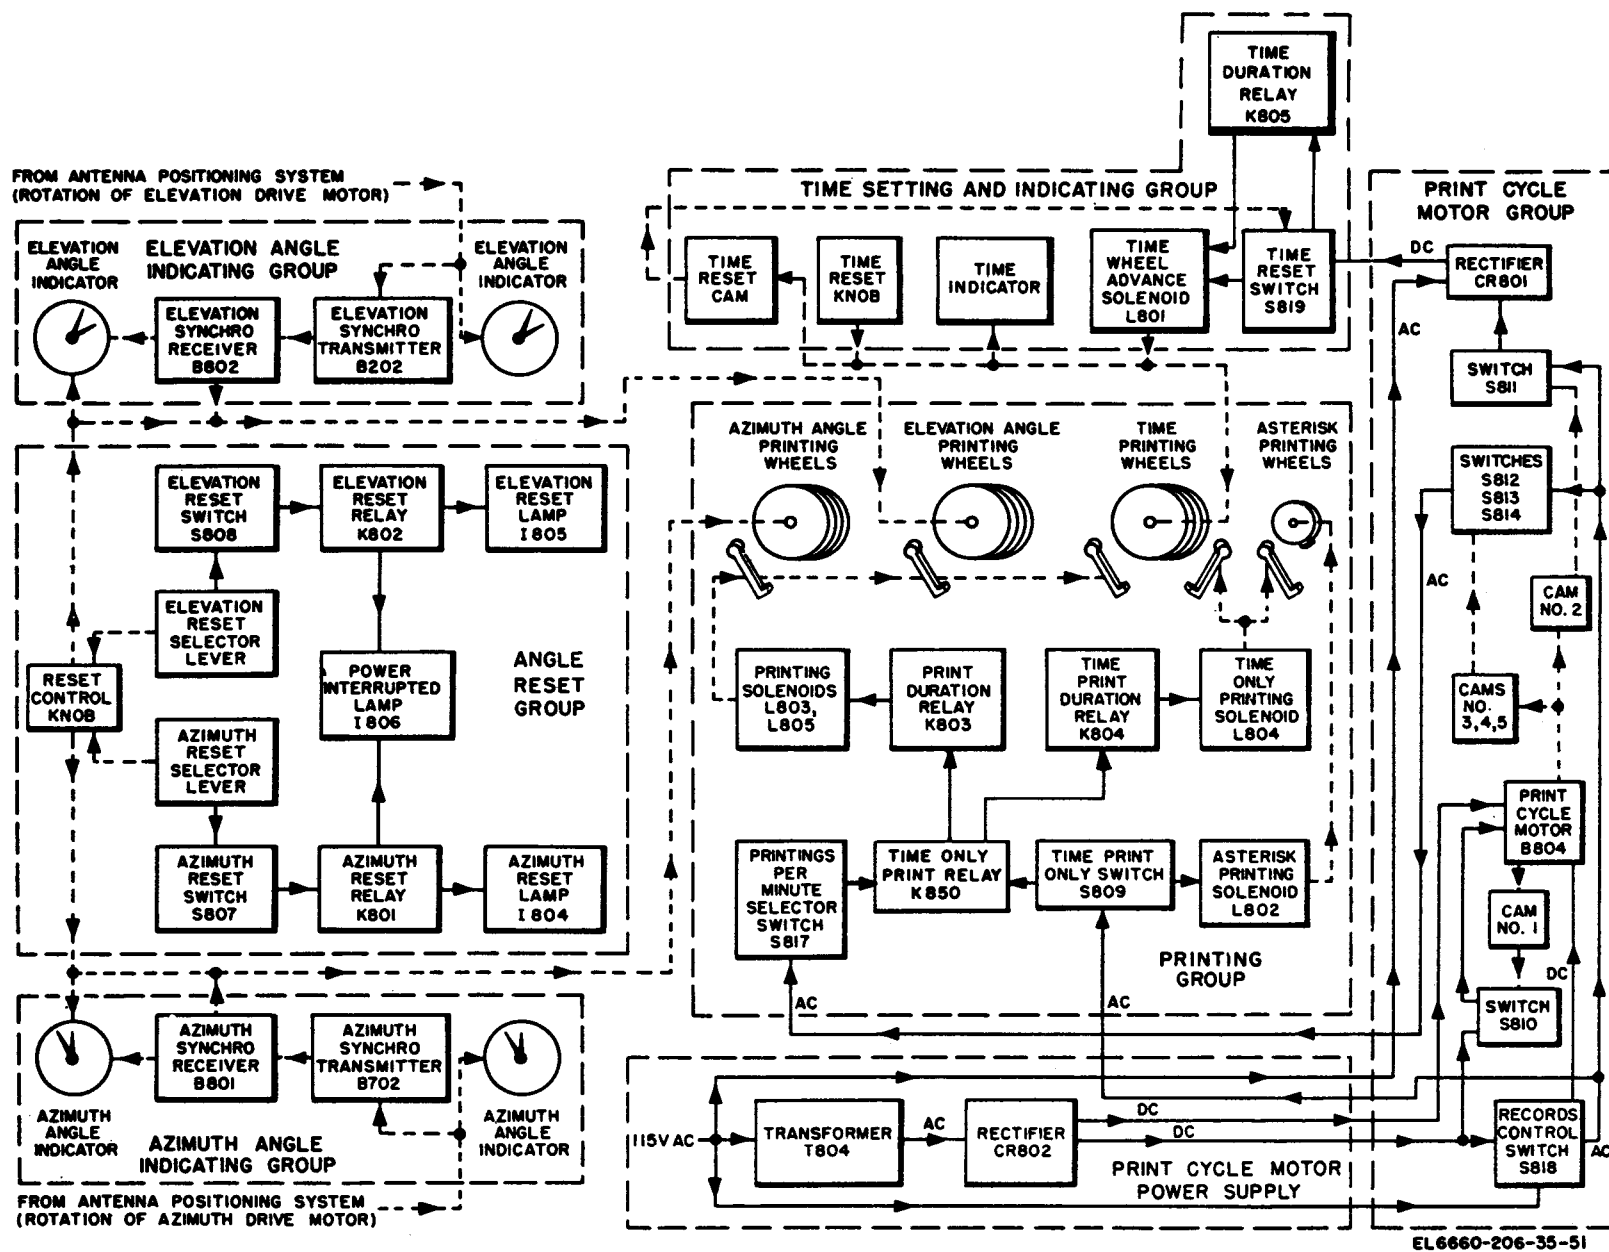 TIME
DURATION
RELAY
K805
FROM ANTENNA POSITIONING SYSTEM
(ROTATION OF ELEVATION DRIVE MOTOR)
TIME SETTING AND INDICATING GROUP
PRINT CYCLE
MOTOR GROUP
ELEVATION
ANGLE
INDICATOR
ELEVATION ANGLE
INDICATING GROUP
ELEVATION
ANGLE
INDICATOR
ELEVATION
SYNCHRO
RECEIVER
B802
ELEVATION
SYNCHRO
TRANSMITTER
B202
TIME
RESET
CAM
TIME
RESET
KNOB
TIME
INDICATOR
TIME
WHEEL
ADVANCE
SOLENOID
L801
TIME
RESET
SWITCH
S819
DC
RECTIFIER
CR801
AC
SWITCH
S811
AZIMUTH ANGLE
PRINTING
WHEELS
ELEVATION ANGLE
PRINTING
WHEELS
TIME
PRINTING
WHEELS
ASTERISK
PRINTING
WHEELS
SWITCHES
S812
S813
S814
AC
CAM
NO. 2
ELEVATION
RESET
SWITCH
S808
ELEVATION
RESET
RELAY
K802
ELEVATION
RESET
LAMP
I 805
ELEVATION
RESET
SELECTOR
LEVER
RESET
CONTROL
KNOB
POWER
INTERRUPTED
LAMP
I 806
ANGLE
RESET
GROUP
AZIMUTH
RESET
SELECTOR
LEVER
AZIMUTH
RESET
SWITCH
S807
AZIMUTH
RESET
RELAY
K801
AZIMUTH
RESET
LAMP
I 804
PRINTING
SOLENOIDS
L803,
L805
PRINT
DURATION
RELAY
K803
TIME
PRINT
DURATION
RELAY
K804
TIME
ONLY
PRINTING
SOLENOID
L804
CAMS
NO.
3,4,5
PRINT
CYCLE
MOTOR
B804
PRINTINGS
PER
MINUTE
SELECTOR
SWITCH
S817
TIME ONLY
PRINT RELAY
K850
TIME PRINT
ONLY SWITCH
S809
ASTERISK
PRINTING
SOLENOID
L802
CAM
NO. 1
PRINTING
GROUP
DC
AC
AC
SWITCH
S810
AZIMUTH
SYNCHRO
RECEIVER
B801
AZIMUTH
SYNCHRO
TRANSMITTER
B702
AZIMUTH
ANGLE
INDICATOR
AZIMUTH ANGLE
INDICATING GROUP
AZIMUTH
ANGLE
INDICATOR
115V AC
TRANSFORMER
T804
AC
RECTIFIER
CR802
DC
DC
RECORDS
CONTROL
SWITCH
S818
AC
PRINT CYCLE MOTOR
POWER SUPPLY
FROM ANTENNA POSITIONING SYSTEM
(ROTATION OF AZIMUTH DRIVE MOTOR)
EL6660-206-35-51